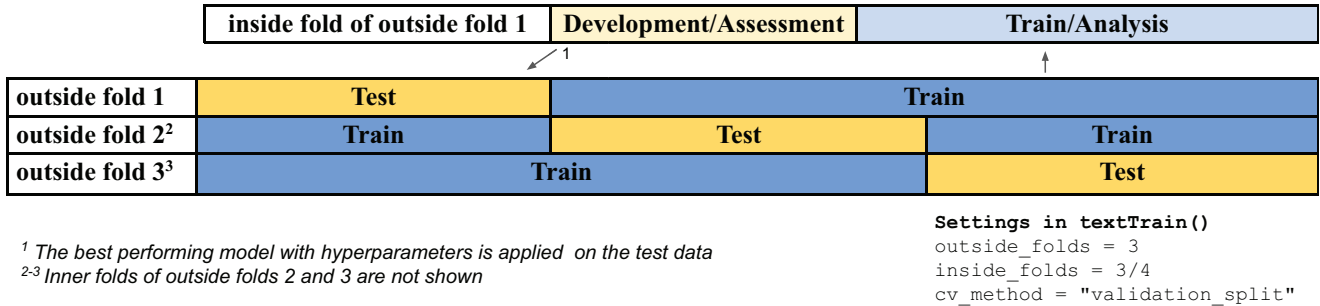 inside fold of outside fold 1 Development/Assessment Train/Analysis
1
outside fold 1 Test Train
outside fold 2² Train Test Train
outside fold 3³ Train Test
¹ The best performing model with hyperparameters is applied on the test data
²⁻³ Inner folds of outside folds 2 and 3 are not shown
Settings in textTrain()
outside_folds = 3
inside_folds = 3/4
cv_method = "validation_split"